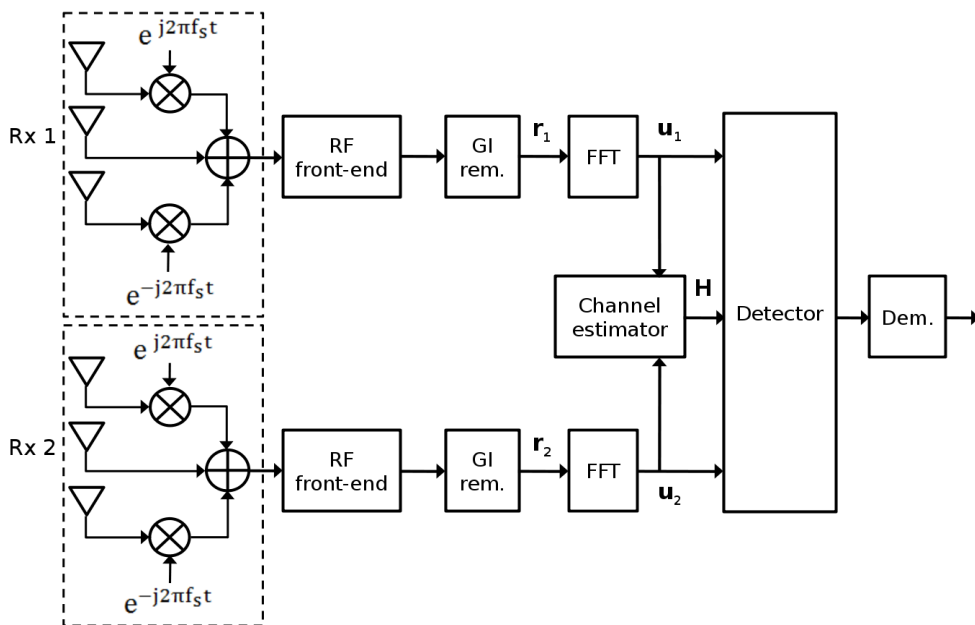 e^{j2πf_S t}
Rx 1
RF
front-end
GI
rem.
r_1
FFT
u_1
e^{-j2πf_S t}
Channel
estimator
H
Detector
Dem.
e^{j2πf_S t}
Rx 2
RF
front-end
GI
rem.
r_2
FFT
u_2
e^{-j2πf_S t}